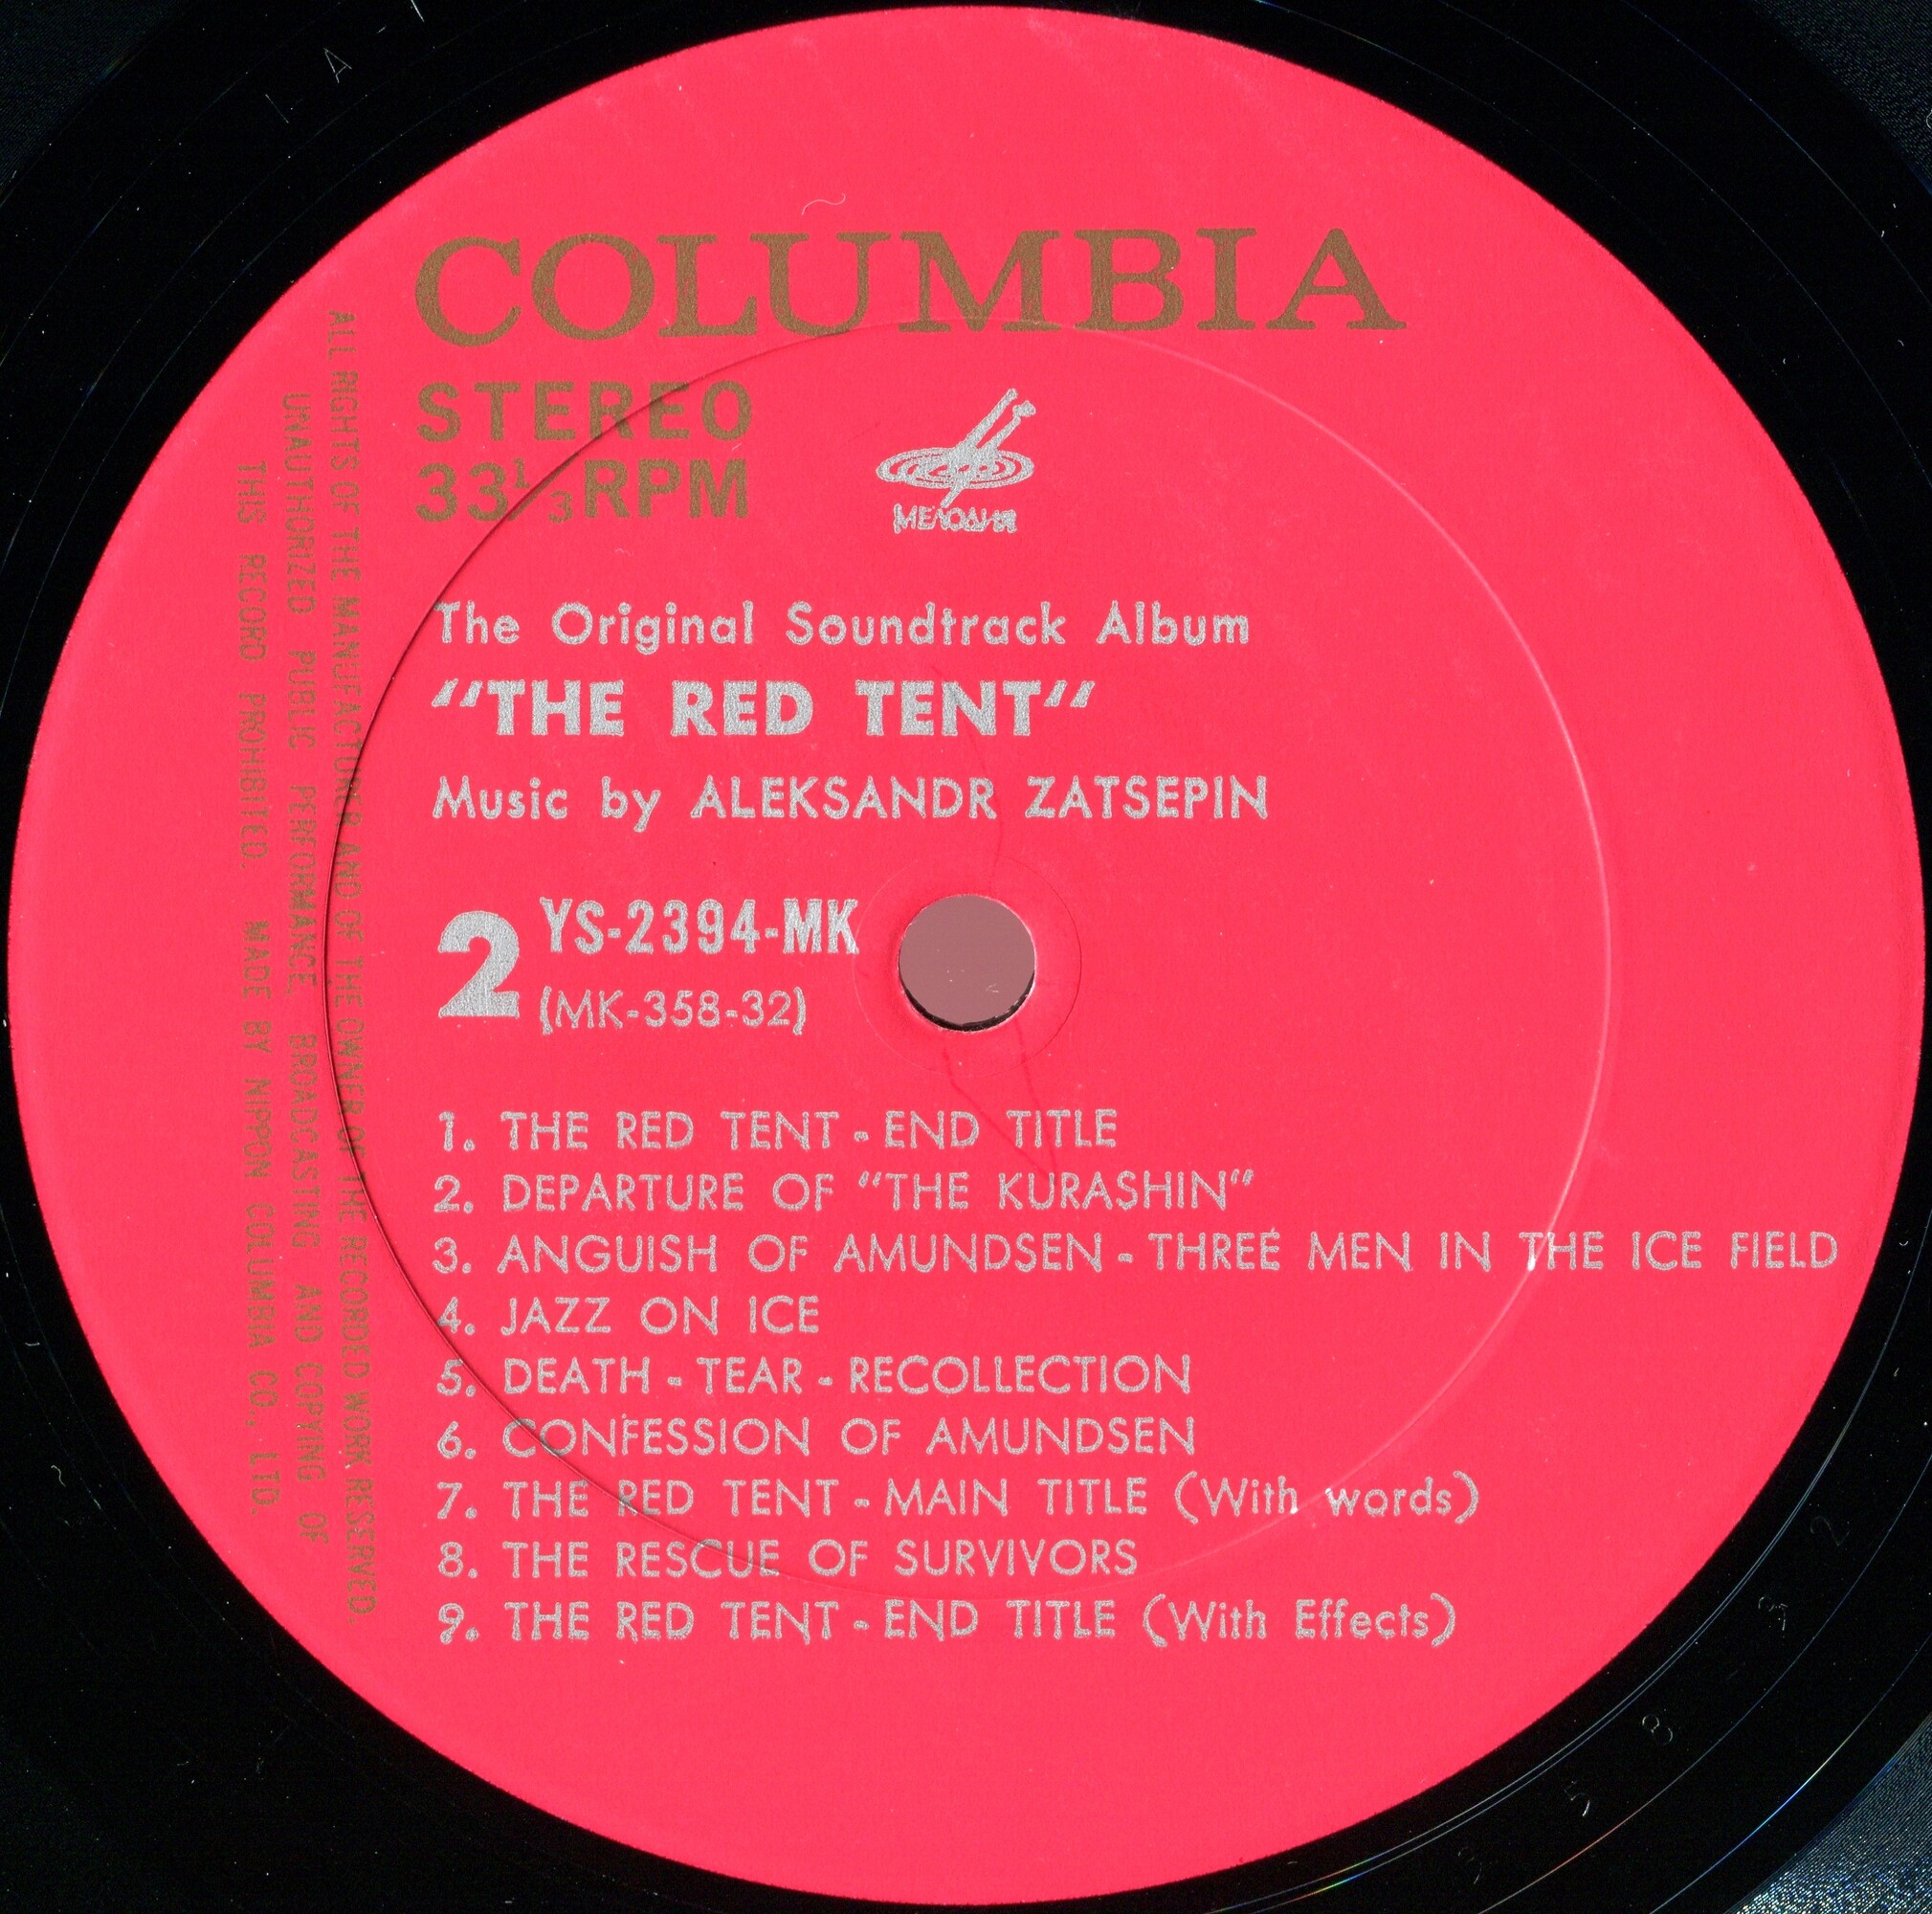 COLUMBIA
STEREO
33 1/3 RPM
МЕЛОДИЯ
The Original Soundtrack Album
“THE RED TENT“
Music by ALEKSANDR ZATSEPIN
2
YS-2394-MK
(MK-358-32)
1. THE RED TENT - END TITLE
2. DEPARTURE OF “THE KURASHIN“
3. ANGUISH OF AMUNDSEN - THREE MEN IN THE ICE FIELD
4. JAZZ ON ICE
5. DEATH - TEAR - RECOLLECTION
6. CONFESSION OF AMUNDSEN
7. THE RED TENT - MAIN TITLE (With words)
8. THE RESCUE OF SURVIVORS
9. THE RED TENT - END TITLE (With Effects)
ALL RIGHTS OF THE MANUFACTURER AND OF THE OWNER OF THE RECORDED WORK RESERVED.
UNAUTHORIZED PUBLIC PERFORMANCE, BROADCASTING AND COPYING OF
THIS RECORD PROHIBITED. MADE BY NIPPON COLUMBIA CO., LTD.